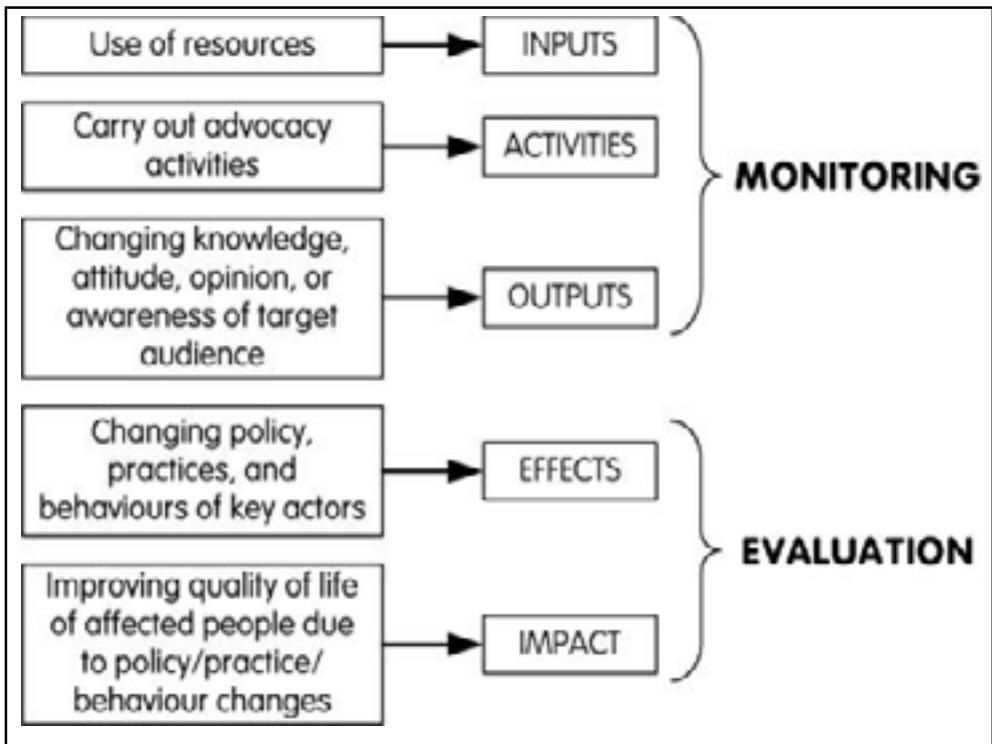 Use of resources
INPUTS
Carry out advocacy
activities
ACTIVITIES
MONITORING
Changing knowledge,
attitude, opinion, or
awareness of target
audience
OUTPUTS
Changing policy,
practices, and
behaviours of key actors
EFFECTS
EVALUATION
Improving quality of life
of affected people due
to policy/practice/
behaviour changes
IMPACT